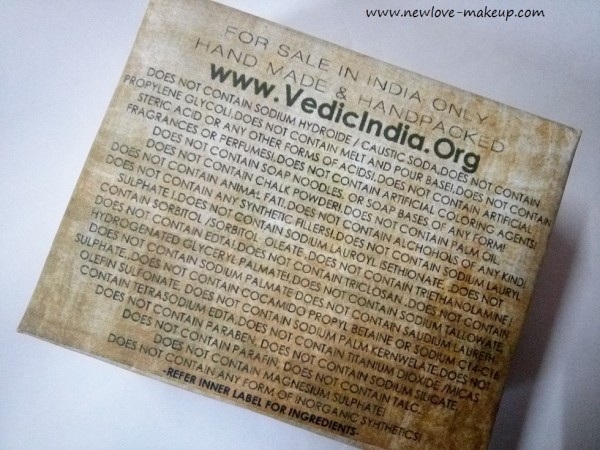 www.newlove-makeup.com
FOR SALE IN INDIA ONLY
HAND MADE & HANDPACKED
www.VedicIndia.Org
DOES NOT CONTAIN SODIUM HYDROIDE / CAUSTIC SODA.DOES NOT CONTAIN
PROPYLENE GLYCOL!.DOES NOT CONTAIN MELT AND POUR BASE!.DOES NOT CONTAIN
STERIC ACID OR ANY OTHER FORMS OF ACIDS!.DOES NOT CONTAIN ARTIFICIAL
FRAGRANCES OR PERFUMES!.DOES NOT CONTAIN ARTIFICIAL COLORING AGENTS!
DOES NOT CONTAIN SOAP NOODLES, OR SOAP BASES OF ANY FORM!
DOES NOT CONTAIN CHALK POWDER!.DOES NOT CONTAIN PALM OIL.
DOES NOT CONTAIN ANIMAL FAT!.DOES NOT CONTAIN ALCHOHOLS OF ANY KIND.
DOES NOT CONTAIN ANY SYNTHETIC FILLERS!.DOES NOT CONTAIN SODIUM LAURYL
SULPHATE !.DOES NOT CONTAIN SODIUM LAUROYL ISETHIONATE .DOES NOT
CONTAIN SORBITOL /SORBITOL OLEATE .DOES NOT CONTAIN TRIETHANOLAMINE /
DOES NOT CONTAIN EDTA!.DOES NOT CONTAIN TRICLOSAN .DOES NOT CONTAIN
HYDROGENATED GLYCERYL PALMATE!.DOES NOT CONTAIN SODIUM TALLOWATE,
SULPHATE..DOES NOT CONTAIN SODIUM PALMATE.DOES NOT CONTAIN SAUDIUM LAURETH
OLEFIN SULFONATE. DOES NOT CONTAIN COCAMIDO PROPYL BETAINE OR SODIUM C14-C16
CONTAIN TETRASODIUM EDTA.DOES NOT CONTAIN SODIUM PALM KERNWELATE.DOES NOT
DOES NOT CONTAIN PARABEN, DOES NOT CONTAIN TITANIUM DIOXIDE /MICAS
DOES NOT CONTAIN PARAFIN, DOES NOT CONTAIN SODIUM SILICATE,
DOES NOT CONTAIN MAGNESIUM SULPHATE! DOES NOT CONTAIN TALC,
DOES NOT CONTAIN ANY FORM OF INORGANIC SYHTHETICS!
-REFER INNER LABEL FOR INGREDIENTS-